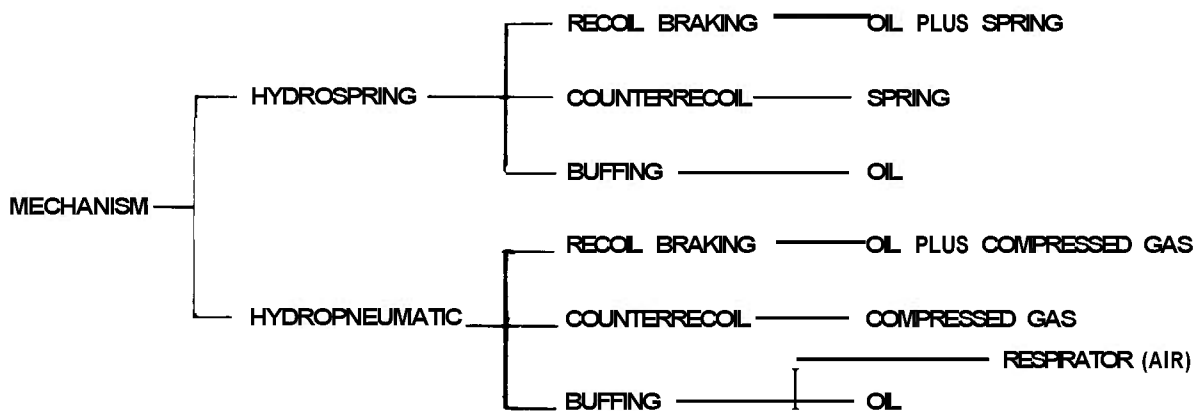 RECOIL BRAKING OIL PLUS SPRING
HYDROSPRING COUNTERRECOIL SPRING
BUFFING OIL
MECHANISM
RECOIL BRAKING OIL PLUS COMPRESSED GAS
HYDROPNEUMATIC COUNTERRECOIL COMPRESSED GAS
RESPIRATOR (AIR)
BUFFING OIL